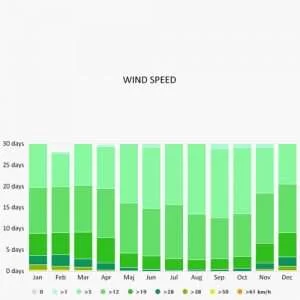 WIND SPEED
30 days
25 days
20 days
15 days
10 days
5 days
0 days
Jan Feb Mar Apr Maj Jun Jul Aug Sep Oct Nov Dec
0 >1 >5 >12 >19 >28 >38 >50 >61 km/h